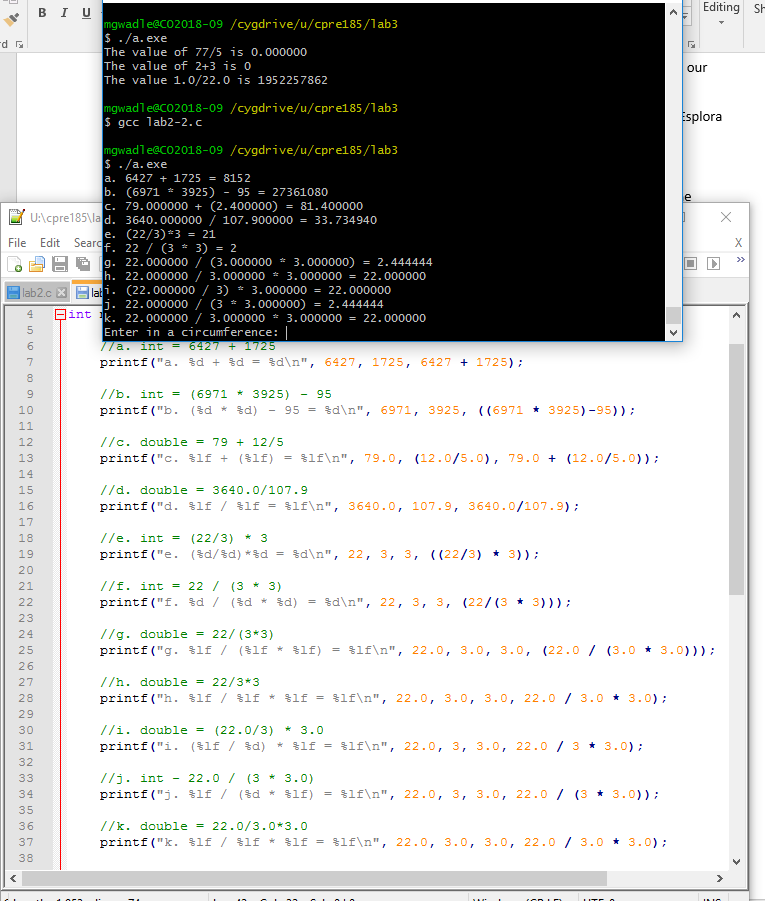 B I U
Editing
mgwadle@CO2018-09 /cygdrive/u/cpre185/lab3
$ ./a.exe
The value of 77/5 is 0.000000
The value of 2+3 is 0
The value 1.0/22.0 is 1952257862
mgwadle@CO2018-09 /cygdrive/u/cpre185/lab3
$ gcc lab2-2.c
mgwadle@CO2018-09 /cygdrive/u/cpre185/lab3
$ ./a.exe
a. 6427 + 1725 = 8152
b. (6971 * 3925) - 95 = 27361080
c. 79.000000 + (2.400000) = 81.400000
d. 3640.000000 / 107.900000 = 33.734940
e. (22/3)*3 = 21
f. 22 / (3 * 3) = 2
g. 22.000000 / (3.000000 * 3.000000) = 2.444444
h. 22.000000 / 3.000000 * 3.000000 = 22.000000
i. (22.000000 / 3) * 3.000000 = 22.000000
j. 22.000000 / (3 * 3.000000) = 2.444444
k. 22.000000 / 3.000000 * 3.000000 = 22.000000
Enter in a circumference:
our
Esplora
U:\cpre185\la
File Edit Searc
X
lab2.c lab
4 int
5
6 //a. int = 6427 + 1725
7 printf("a. %d + %d = %d\n", 6427, 1725, 6427 + 1725);
8
9 //b. int = (6971 * 3925) - 95
10 printf("b. (%d * %d) - 95 = %d\n", 6971, 3925, ((6971 * 3925)-95));
11
12 //c. double = 79 + 12/5
13 printf("c. %lf + (%lf) = %lf\n", 79.0, (12.0/5.0), 79.0 + (12.0/5.0));
14
15 //d. double = 3640.0/107.9
16 printf("d. %lf / %lf = %lf\n", 3640.0, 107.9, 3640.0/107.9);
17
18 //e. int = (22/3) * 3
19 printf("e. (%d/%d)*%d = %d\n", 22, 3, 3, ((22/3) * 3));
20
21 //f. int = 22 / (3 * 3)
22 printf("f. %d / (%d * %d) = %d\n", 22, 3, 3, (22/(3 * 3)));
23
24 //g. double = 22/(3*3)
25 printf("g. %lf / (%lf * %lf) = %lf\n", 22.0, 3.0, 3.0, (22.0 / (3.0 * 3.0)));
26
27 //h. double = 22/3*3
28 printf("h. %lf / %lf * %lf = %lf\n", 22.0, 3.0, 3.0, 22.0 / 3.0 * 3.0);
29
30 //i. double = (22.0/3) * 3.0
31 printf("i. (%lf / %d) * %lf = %lf\n", 22.0, 3, 3.0, 22.0 / 3 * 3.0);
32
33 //j. int - 22.0 / (3 * 3.0)
34 printf("j. %lf / (%d * %lf) = %lf\n", 22.0, 3, 3.0, 22.0 / (3 * 3.0));
35
36 //k. double = 22.0/3.0*3.0
37 printf("k. %lf / %lf * %lf = %lf\n", 22.0, 3.0, 3.0, 22.0 / 3.0 * 3.0);
38